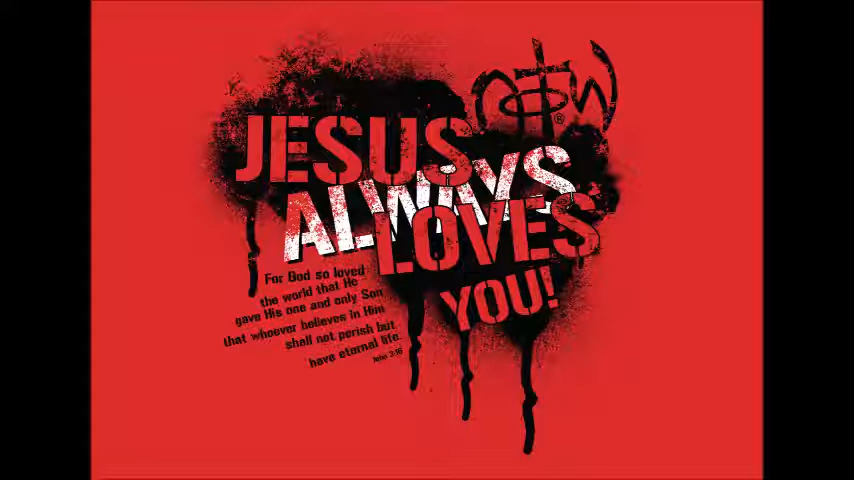 NOTW®
JESUS
ALWAYS
LOVES
YOU!
For God so loved
the world that He
gave His one and only Son
that whoever believes in Him
shall not perish but
have eternal life.
John 3:16